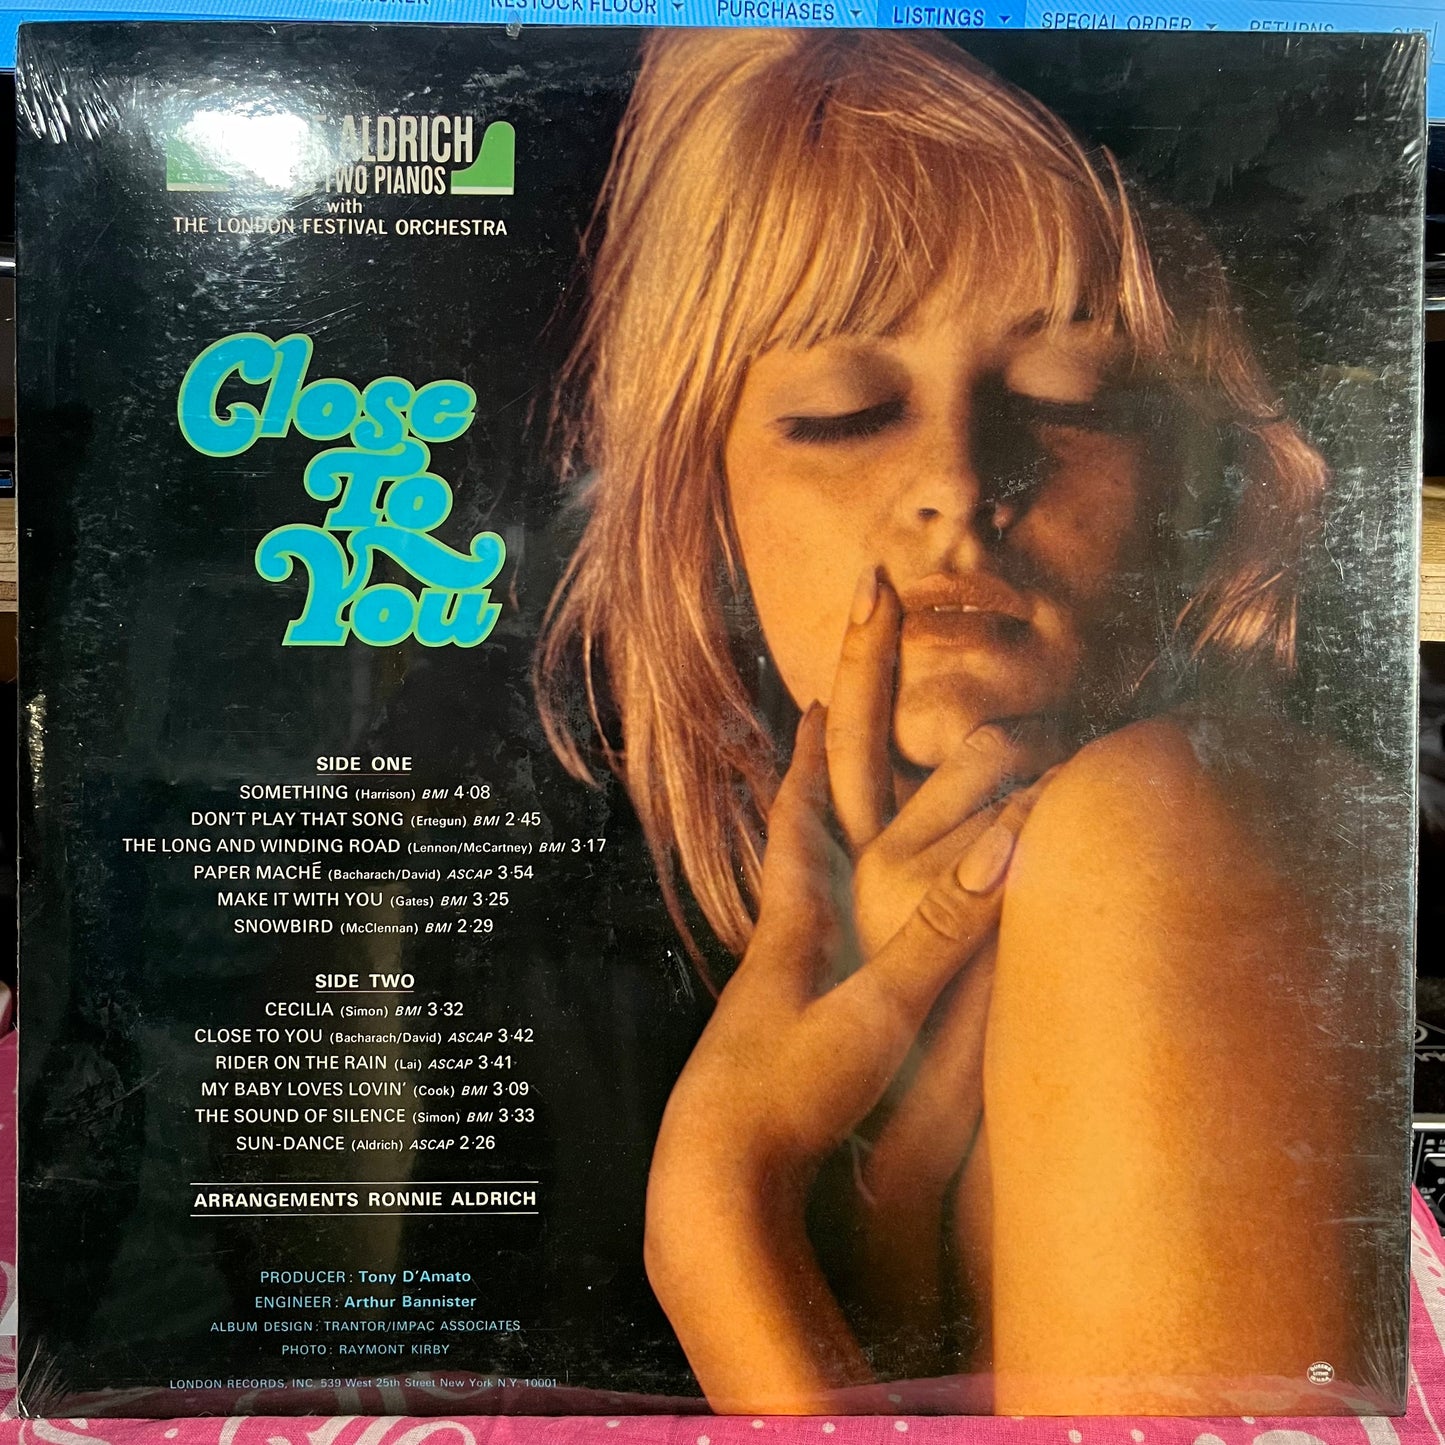 RESTOCK FLOOR
PURCHASES
LISTINGS
SPECIAL ORDER
RETURNS
ALDRICH
TWO PIANOS
with
THE LONDON FESTIVAL ORCHESTRA
Close
To
You
SIDE ONE
SOMETHING (Harrison) BMI 4·08
DON'T PLAY THAT SONG (Ertegun) BMI 2·45
THE LONG AND WINDING ROAD (Lennon/McCartney) BMI 3·17
PAPER MACHÉ (Bacharach/David) ASCAP 3·54
MAKE IT WITH YOU (Gates) BMI 3·25
SNOWBIRD (McClennan) BMI 2·29
SIDE TWO
CECILIA (Simon) BMI 3·32
CLOSE TO YOU (Bacharach/David) ASCAP 3·42
RIDER ON THE RAIN (Lai) ASCAP 3·41
MY BABY LOVES LOVIN' (Cook) BMI 3·09
THE SOUND OF SILENCE (Simon) BMI 3·33
SUN-DANCE (Aldrich) ASCAP 2·26
ARRANGEMENTS RONNIE ALDRICH
PRODUCER: Tony D'Amato
ENGINEER: Arthur Bannister
ALBUM DESIGN: TRANTOR/IMPAC ASSOCIATES
PHOTO: RAYMONT KIRBY
LONDON RECORDS, INC. 539 West 25th Street New York N.Y. 10001